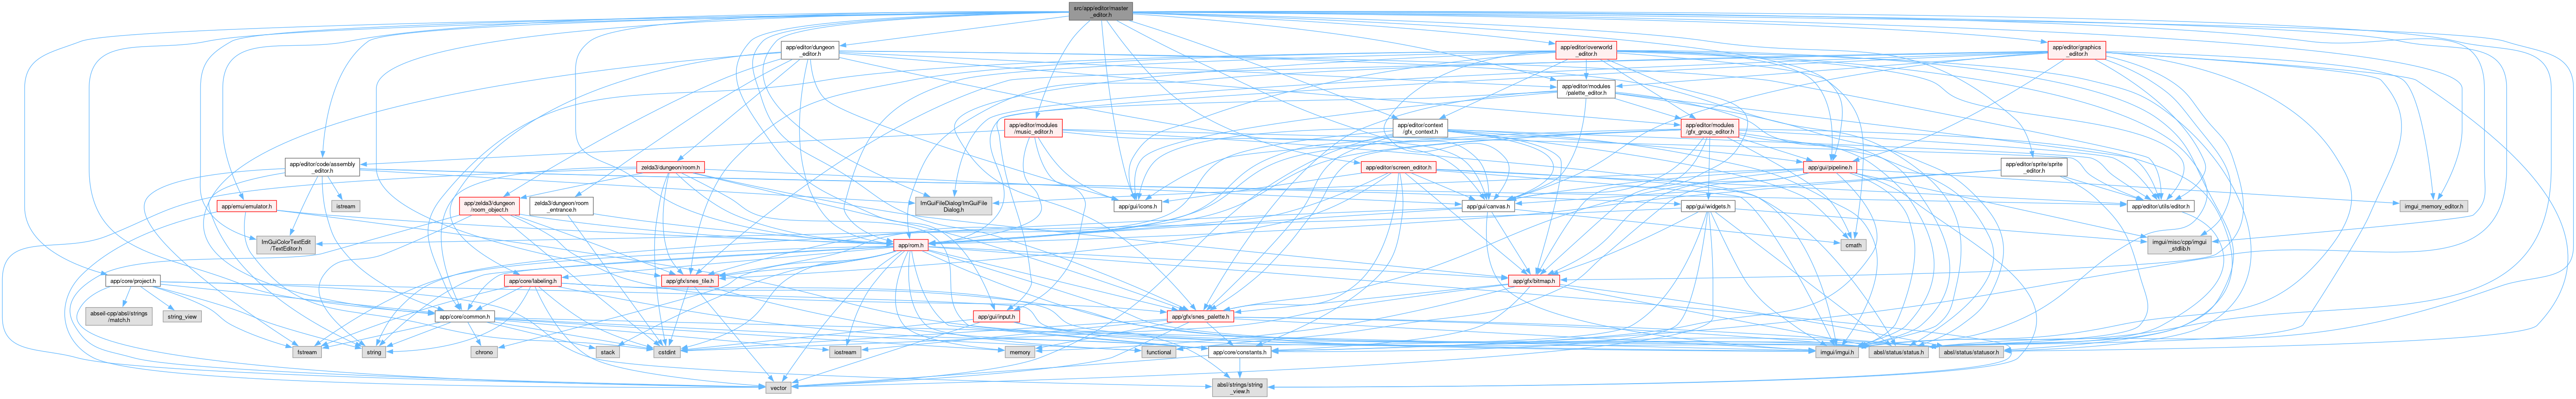 src/app/editor/master
_editor.h
app/editor/dungeon
_editor.h
app/editor/overworld
_editor.h
app/editor/graphics
_editor.h
app/editor/modules
/palette_editor.h
app/editor/modules
/music_editor.h
app/editor/context
/gfx_context.h
app/editor/modules
/gfx_group_editor.h
app/editor/code/assembly
_editor.h
zelda3/dungeon/room.h
app/editor/screen_editor.h
app/gui/pipeline.h
app/editor/sprite/sprite
_editor.h
app/emu/emulator.h
istream
app/zelda3/dungeon
/room_object.h
zelda3/dungeon/room
_entrance.h
ImGuiFileDialog/ImGuiFile
Dialog.h
app/gui/icons.h
app/gui/canvas.h
app/gui/widgets.h
app/editor/utils/editor.h
imgui_memory_editor.h
ImGuiColorTextEdit
/TextEditor.h
app/rom.h
cmath
imgui/misc/cpp/imgui
_stdlib.h
app/core/project.h
app/core/labeling.h
app/gfx/snes_tile.h
app/gfx/bitmap.h
abseil-cpp/absl/strings
/match.h
string_view
app/core/common.h
app/gui/input.h
app/gfx/snes_palette.h
fstream
string
chrono
stack
cstdint
iostream
memory
functional
app/core/constants.h
imgui/imgui.h
absl/status/status.h
absl/status/statusor.h
vector
absl/strings/string
_view.h